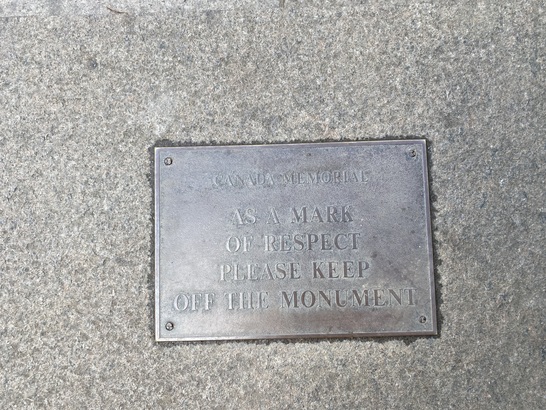 CANADA MEMORIAL
AS A MARK
OF RESPECT
PLEASE KEEP
OFF THE MONUMENT